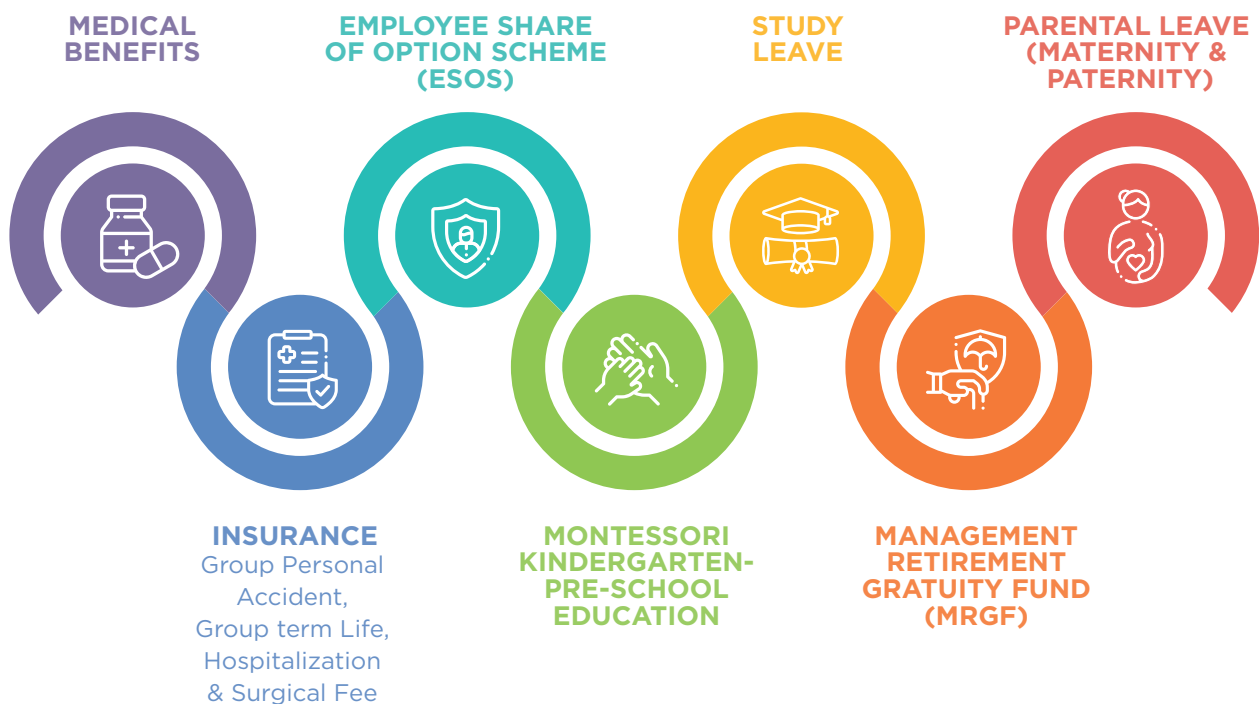 MEDICAL
BENEFITS
EMPLOYEE SHARE
OF OPTION SCHEME
(ESOS)
STUDY
LEAVE
PARENTAL LEAVE
(MATERNITY &
PATERNITY)
INSURANCE
Group Personal
Accident,
Group term Life,
Hospitalization
& Surgical Fee
MONTESSORI
KINDERGARTEN-
PRE-SCHOOL
EDUCATION
MANAGEMENT
RETIREMENT
GRATUITY FUND
(MRGF)